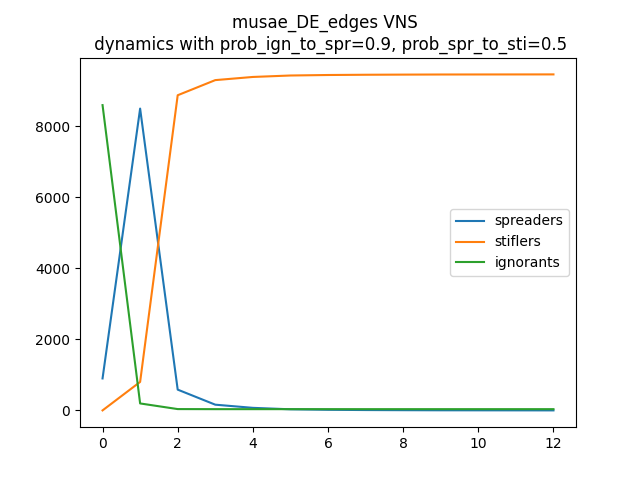 musae_DE_edges VNS
dynamics with prob_ign_to_spr=0.9, prob_spr_to_sti=0.5
8000
6000
4000
2000
0
spreaders
stiflers
ignorants
0 2 4 6 8 10 12